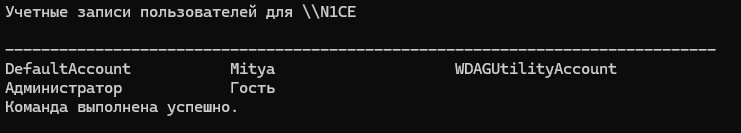 Учетные записи пользователей для \\N1CE
-------------------------------------------------------------------------------
DefaultAccount           Mitya                    WDAGUtilityAccount
Администратор            Гость
Команда выполнена успешно.